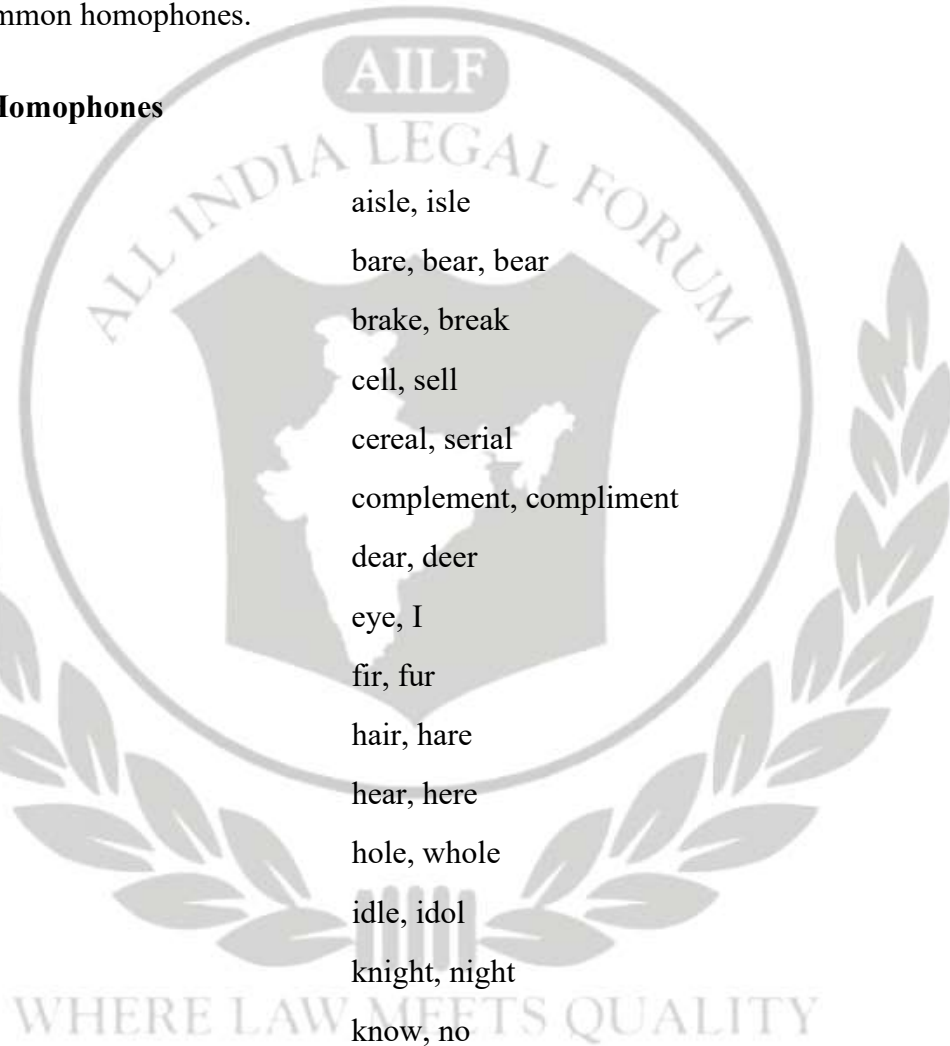 mmon homophones.
AILF
Homophones
ALL INDIA LEGAL FORUM
aisle, isle
bare, bear, bear
brake, break
cell, sell
cereal, serial
complement, compliment
dear, deer
eye, I
fir, fur
hair, hare
hear, here
hole, whole
idle, idol
knight, night
WHERE LAW MEETS QUALITY
know, no